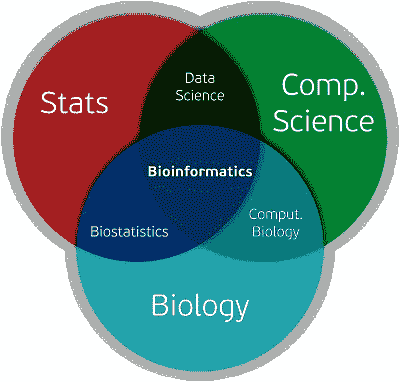 Data
Science
Stats
Comp.
Science
Bioinformatics
Biostatistics
Comput.
Biology
Biology